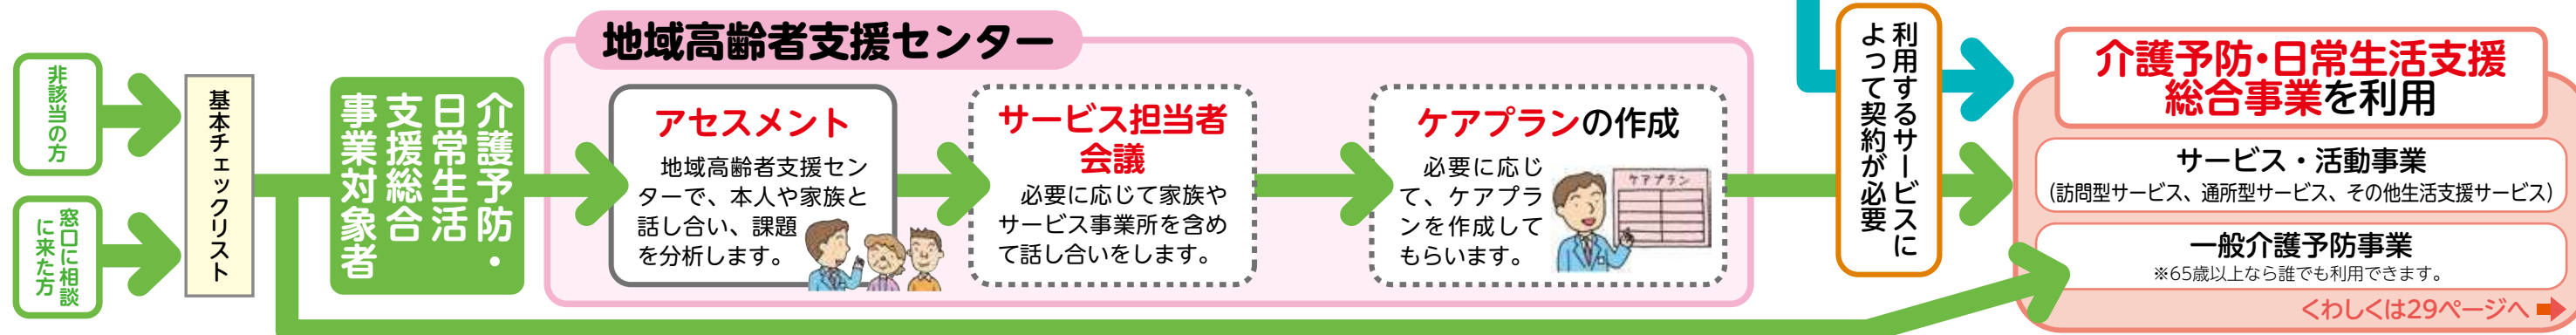 非該当の方
窓口に相談
に来た方
基本チェックリスト
介護予防・
日常生活
支援総合
事業対象者
地域高齢者支援センター
アセスメント
地域高齢者支援セン
ターで、本人や家族と
話し合い、課題
を分析します。
サービス担当者
会議
必要に応じて家族や
サービス事業所を含め
て話し合いをします。
ケアプランの作成
必要に応じ
て、ケアプラ
ンを作成して
もらいます。
ケアプラン
利用するサービスに
よって契約が必要
介護予防・日常生活支援
総合事業を利用
サービス・活動事業
(訪問型サービス、通所型サービス、その他生活支援サービス)
一般介護予防事業
※65歳以上なら誰でも利用できます。
くわしくは29ページへ